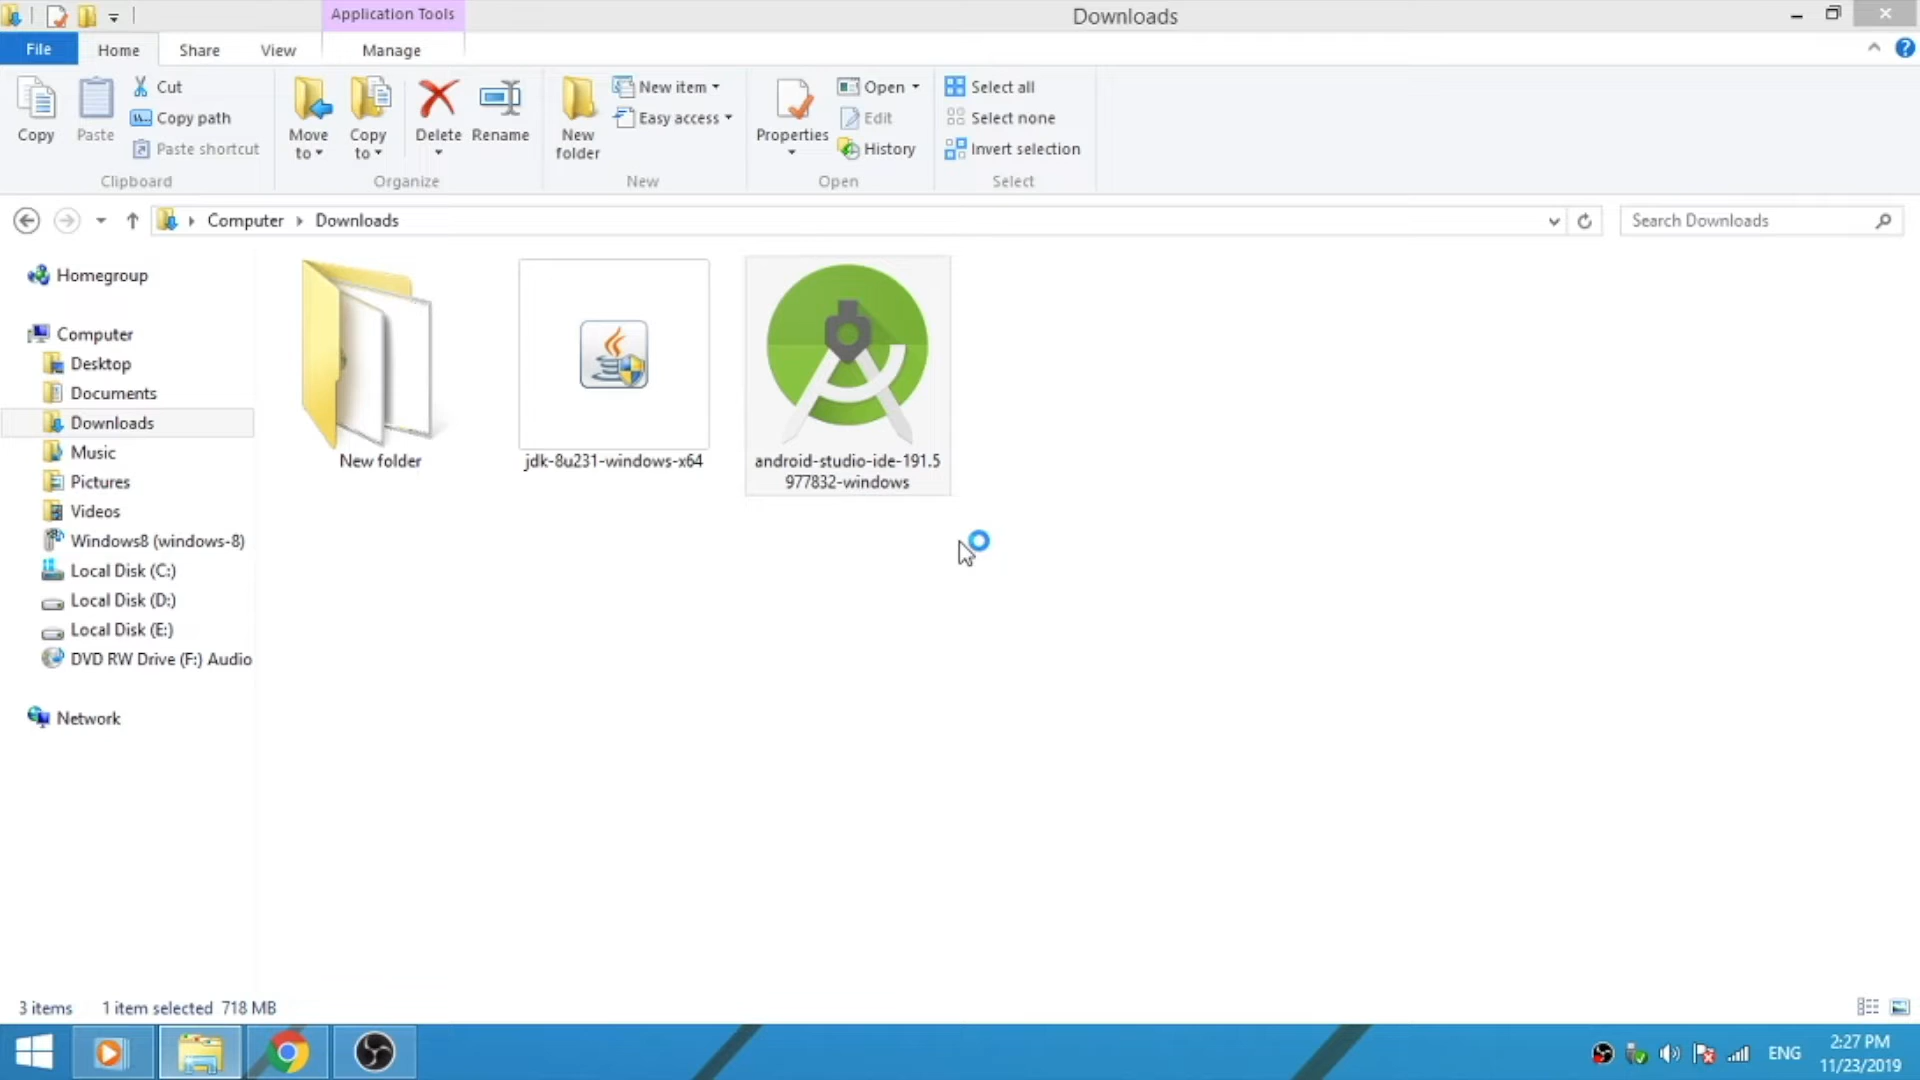 Application Tools
Downloads
File
Home
Share
View
Manage
Copy
Paste
Cut
Copy path
Paste shortcut
Clipboard
Move to
Copy to
Delete
Rename
Organize
New folder
New item
Easy access
New
Properties
Open
Edit
History
Open
Select all
Select none
Invert selection
Select
Computer
Downloads
Search Downloads
Homegroup
Computer
Desktop
Documents
Downloads
Music
Pictures
Videos
Windows8 (windows-8)
Local Disk (C:)
Local Disk (D:)
Local Disk (E:)
DVD RW Drive (F:) Audio
Network
New folder
jdk-8u231-windows-x64
android-studio-ide-191.5
977832-windows
3 items 1 item selected 718 MB
ENG
2:27 PM
11/23/2019